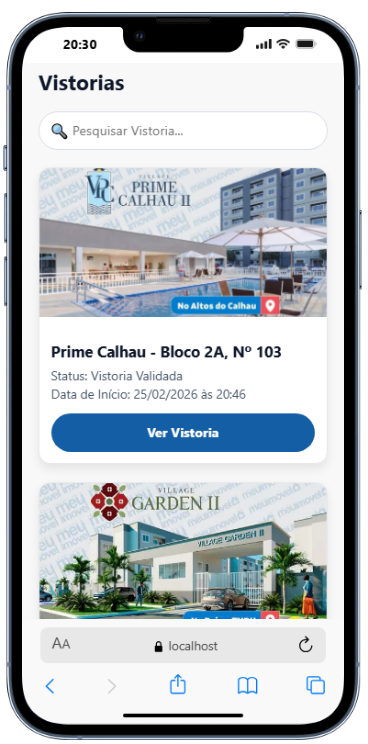 20:30
Vistorias
Pesquisar Vistoria...
VILLAGE
VPC PRIME
CALHAU II
No Altos do Calhau
Prime Calhau - Bloco 2A, Nº 103
Status: Vistoria Validada
Data de Início: 25/02/2026 às 20:46
Ver Vistoria
VILLAGE
GARDEN II
VILLAGE GARDEN II
AA
localhost